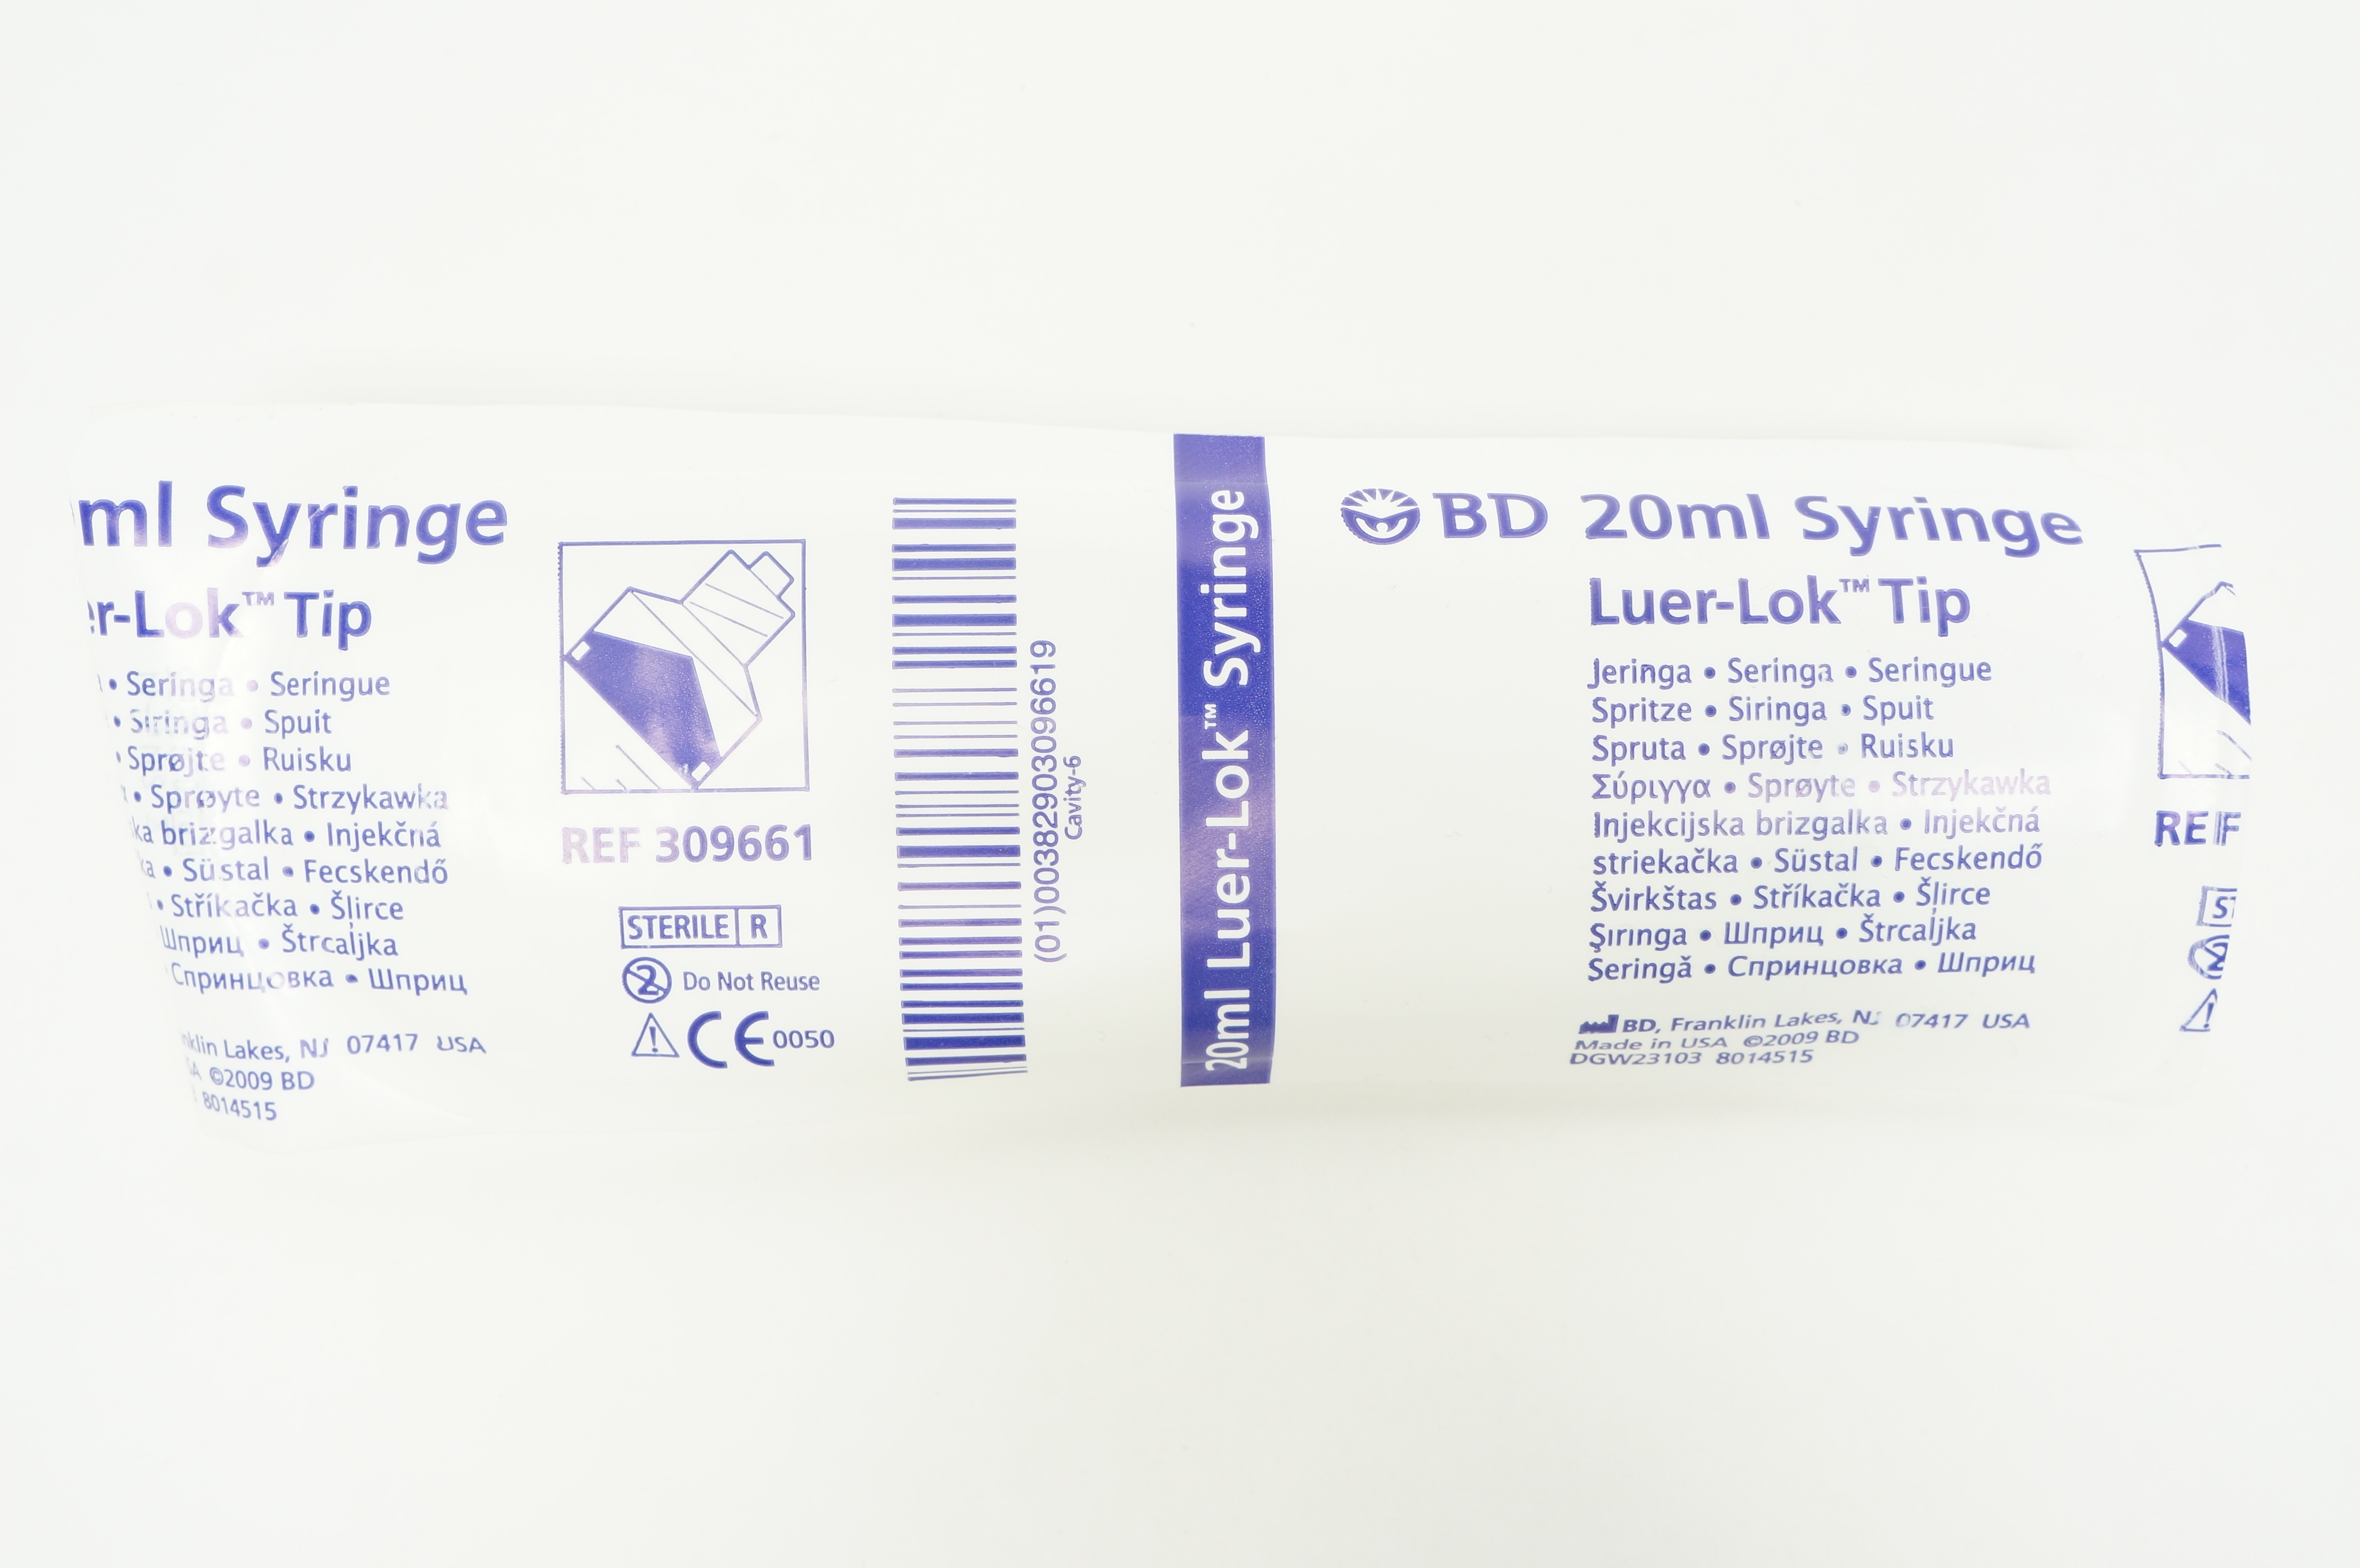 ml Syringe
r-Lok™ Tip
• Seringa • Seringue
• Siringa • Spuit
• Sprøjte • Ruisku
• Sprøyte • Strzykawka
brizgalka • Injekčná
• Süstal • Fecskendő
• Stříkačka • Šlirce
Шприц • Štrcaljka
Спринцовка • Шприц
Lakes, NJ 07417 USA
©2009 BD
8014515
REF 309661
STERILE R
2 Do Not Reuse
CE 0050
(01)00382903096619
Cavity-6
20ml Luer-Lok™ Syringe
BD 20ml Syringe
Luer-Lok™ Tip
Jeringa • Seringa • Seringue
Spritze • Siringa • Spuit
Spruta • Sprøjte • Ruisku
Σύριγγα • Sprøyte • Strzykawka
Injekcijska brizgalka • Injekčná
striekačka • Süstal • Fecskendő
Švirkštas • Stříkačka • Šļirce
Şırınga • Шприц • Štrcaljka
Seringă • Спринцовка • Шприц
BD, Franklin Lakes, NJ 07417 USA
Made in USA ©2009 BD
DGW23103 8014515
REF
2